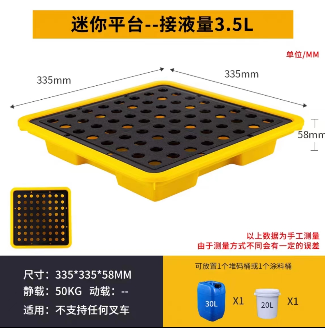 迷你平台--接液量3.5L
单位/MM
335mm
335mm
58mm
以上数据为手工测量
由于测量方式不同会有一定的误差
尺寸：335*335*58MM
静载：50KG 动载：--
适用：不支持任何叉车
可放置1个堆码桶或1个涂料桶
30L
X1
20L
X1